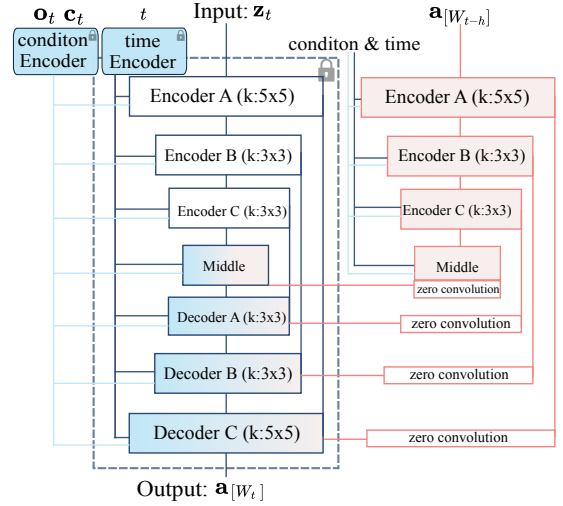 𝐨_t 𝐜_t
t
Input: 𝐳_t
𝐚_[W_{t−h}]
conditon
Encoder
time
Encoder
conditon & time
Encoder A (k:5x5)
Encoder B (k:3x3)
Encoder C (k:3x3)
Middle
Decoder A (k:3x3)
Decoder B (k:3x3)
Decoder C (k:5x5)
Encoder A (k:5x5)
Encoder B (k:3x3)
Encoder C (k:3x3)
Middle
zero convolution
zero convolution
zero convolution
zero convolution
Output: 𝐚_[W_t]